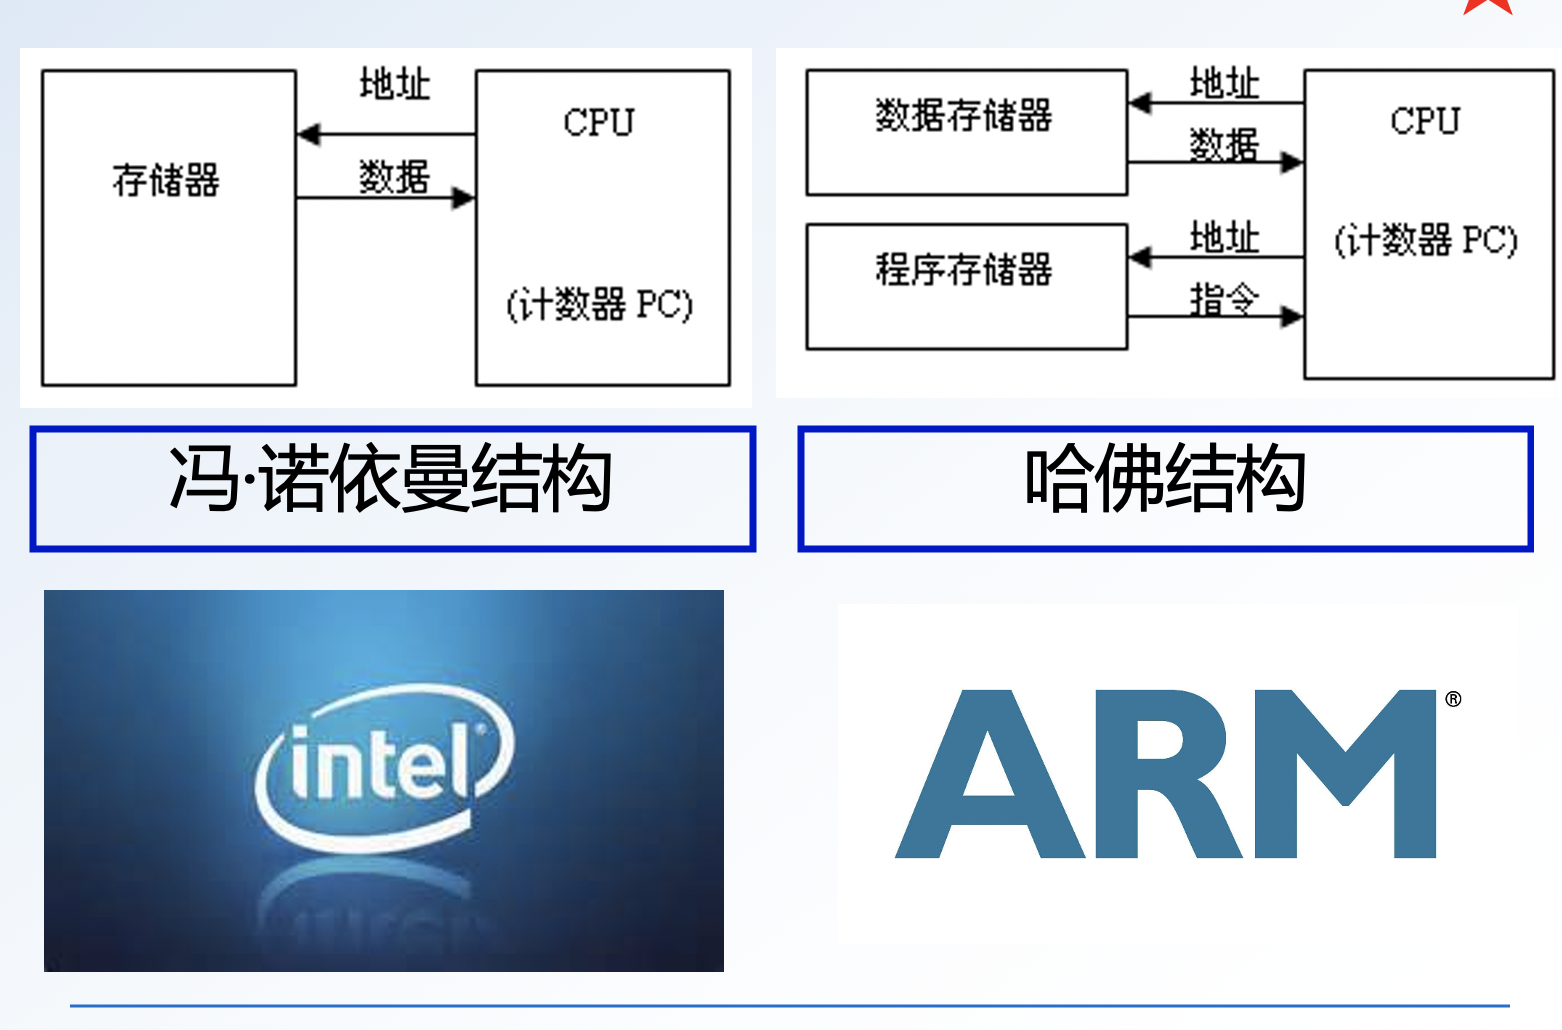 地址
CPU
存储器
数据
(计数器 PC)
数据存储器
地址
数据
CPU
程序存储器
地址
指令
(计数器 PC)
冯·诺依曼结构
哈佛结构
intel®
ARM®